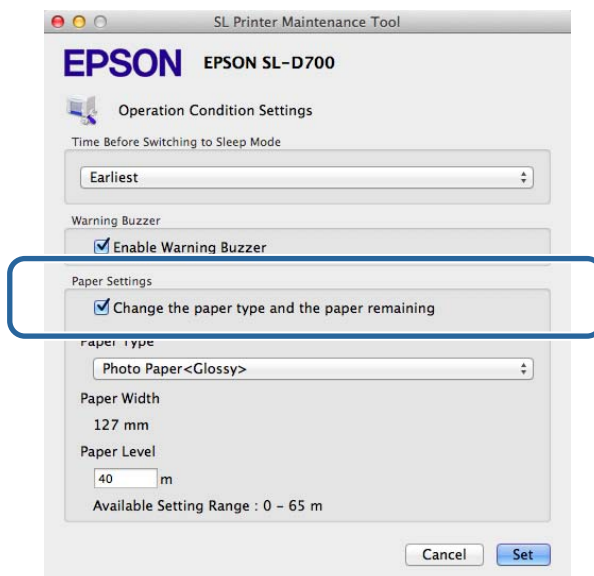 SL Printer Maintenance Tool
EPSON EPSON SL-D700
Operation Condition Settings
Time Before Switching to Sleep Mode
Earliest
Warning Buzzer
Enable Warning Buzzer
Paper Settings
Change the paper type and the paper remaining
Paper Type
Photo Paper<Glossy>
Paper Width
127 mm
Paper Level
40 m
Available Setting Range : 0 – 65 m
Cancel Set